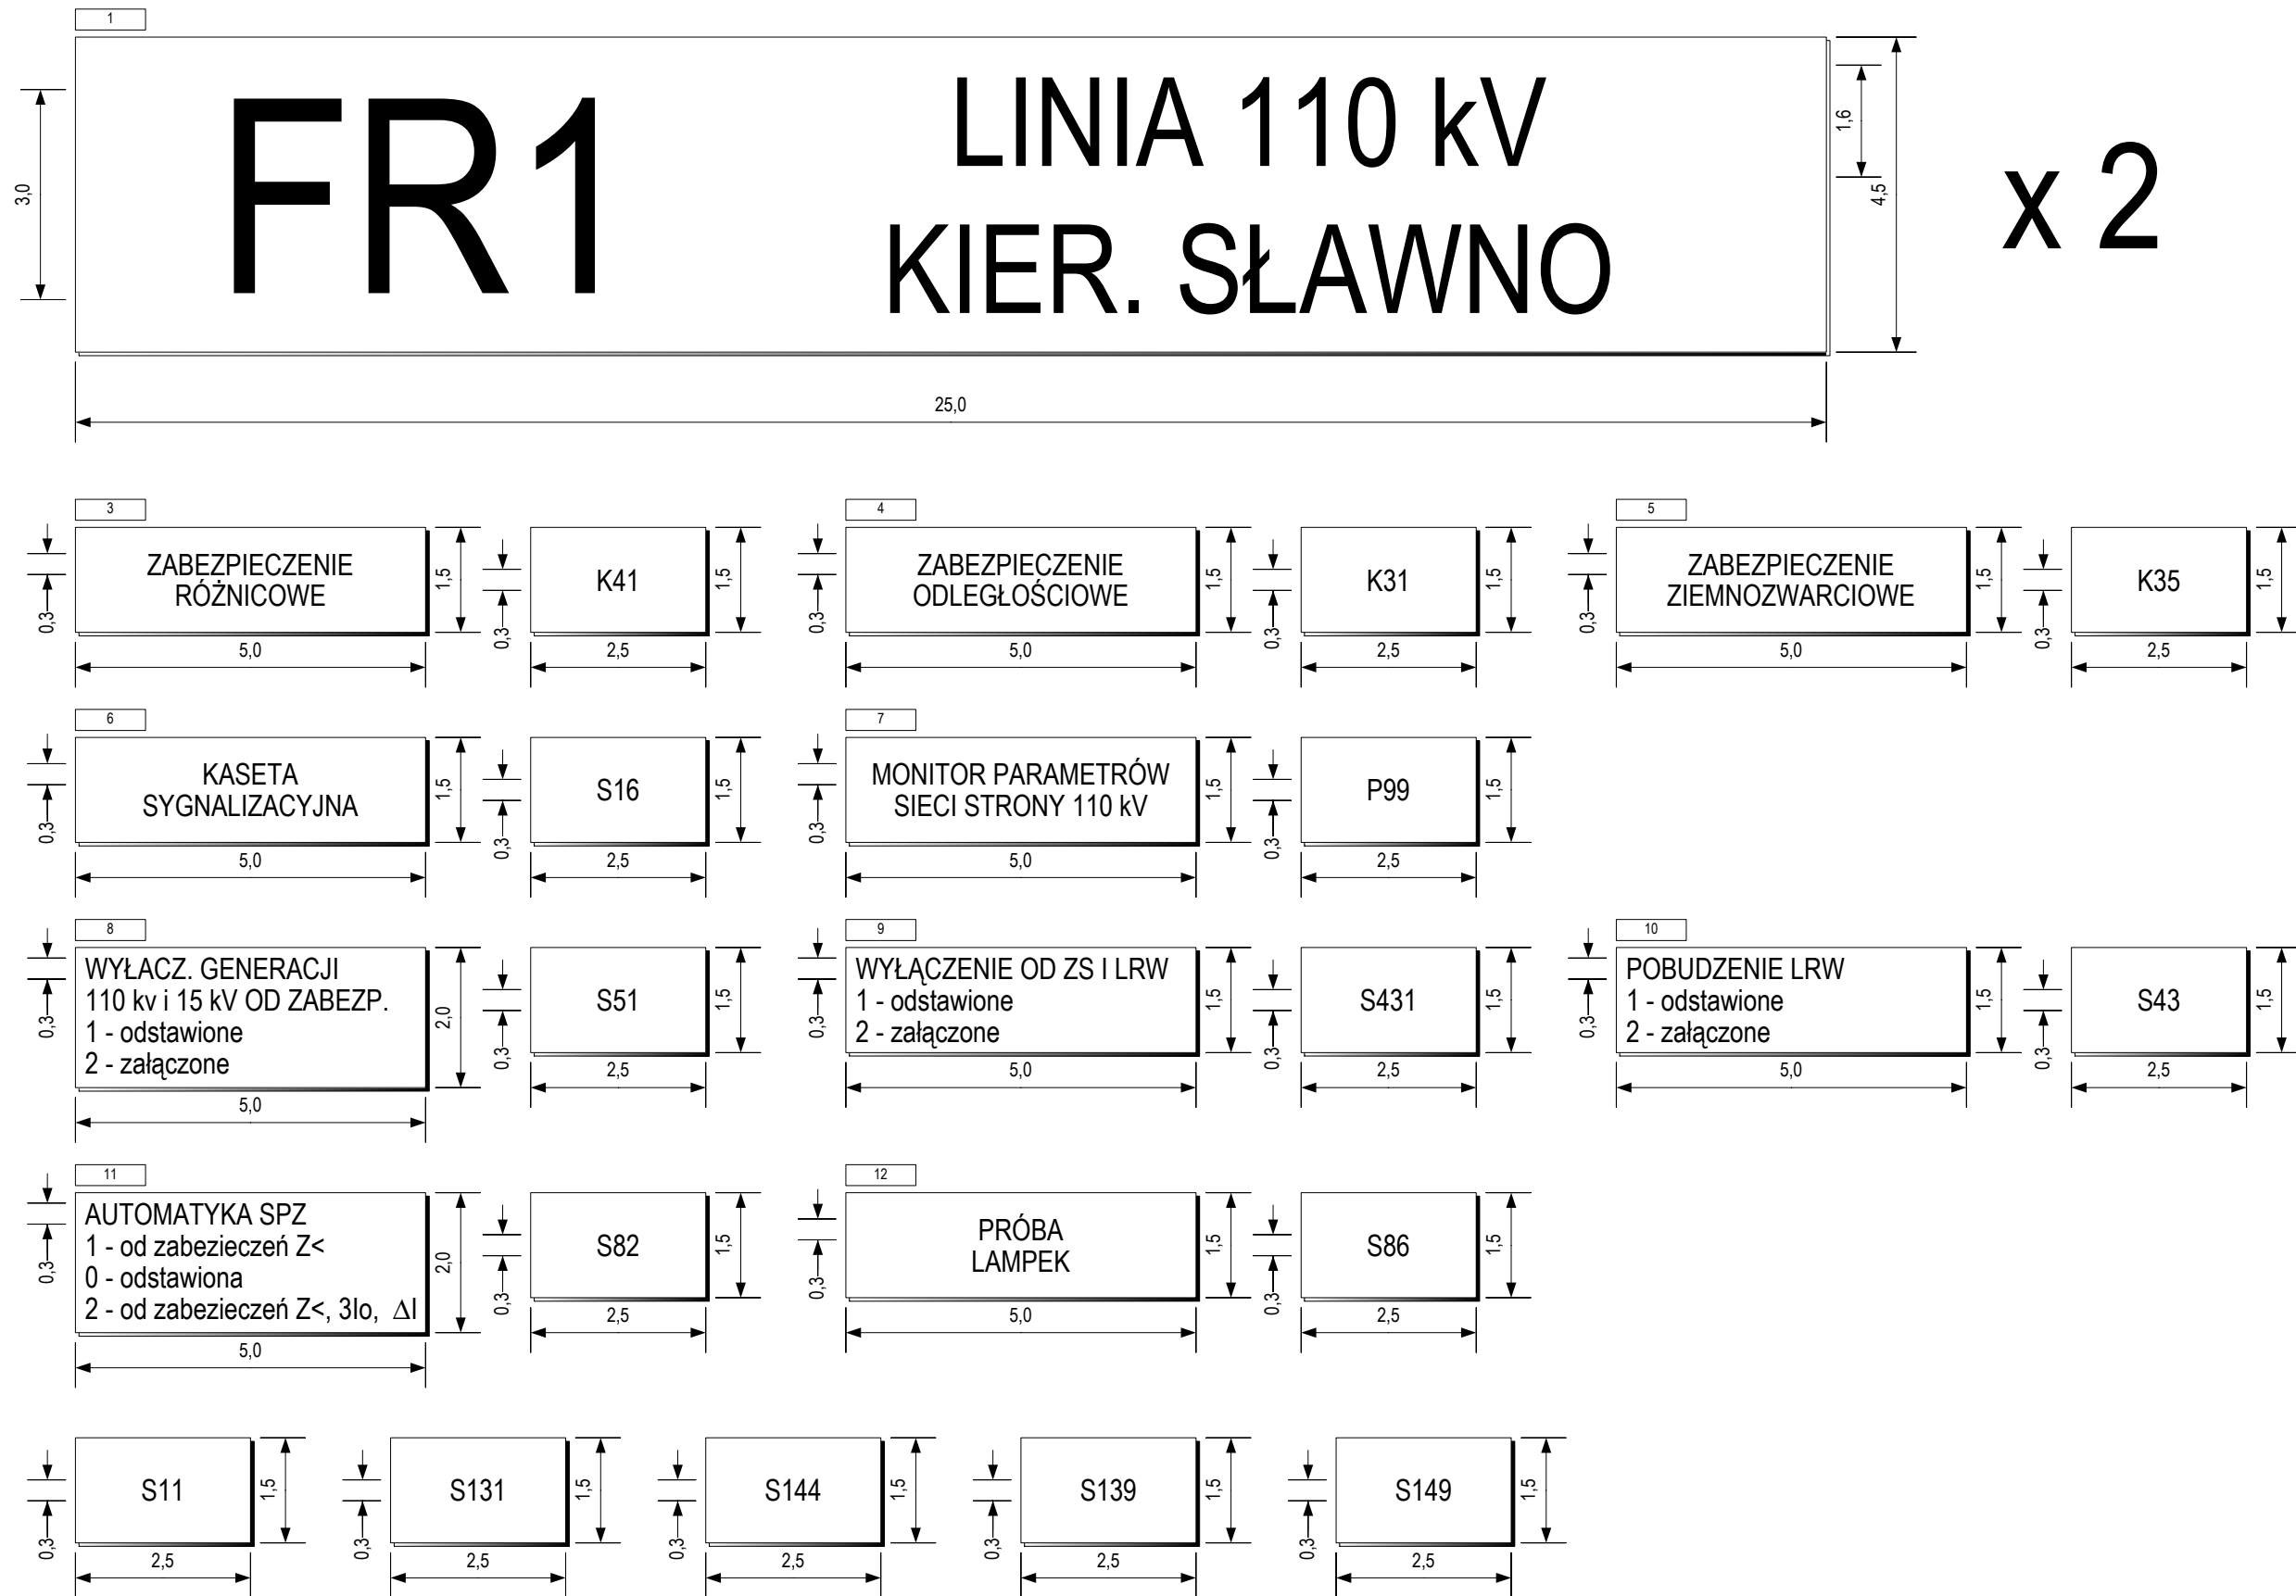 1
FR1
LINIA 110 kV
KIER. SŁAWNO
x 2
3,0
1,6
4,5
25,0
3
ZABEZPIECZENIE
RÓŻNICOWE
0,3
1,5
5,0
K41
0,3
1,5
2,5
4
ZABEZPIECZENIE
ODLEGŁOŚCIOWE
0,3
1,5
5,0
K31
0,3
1,5
2,5
5
ZABEZPIECZENIE
ZIEMNOZWARCIOWE
0,3
1,5
5,0
K35
0,3
1,5
2,5
6
KASETA
SYGNALIZACYJNA
0,3
1,5
5,0
S16
0,3
1,5
2,5
7
MONITOR PARAMETRÓW
SIECI STRONY 110 kV
0,3
1,5
5,0
P99
0,3
1,5
2,5
8
WYŁACZ. GENERACJI
110 kv i 15 kV OD ZABEZP.
1 - odstawione
2 - załączone
0,3
2,0
5,0
S51
0,3
1,5
2,5
9
WYŁĄCZENIE OD ZS I LRW
1 - odstawione
2 - załączone
0,3
1,5
5,0
S431
0,3
1,5
2,5
10
POBUDZENIE LRW
1 - odstawione
2 - załączone
0,3
1,5
5,0
S43
0,3
1,5
2,5
11
AUTOMATYKA SPZ
1 - od zabezieczeń Z<
0 - odstawiona
2 - od zabezieczeń Z<, 3Io, ΔI
0,3
2,0
5,0
S82
0,3
1,5
2,5
12
PRÓBA
LAMPEK
0,3
1,5
5,0
S86
0,3
1,5
2,5
S11
0,3
1,5
2,5
S131
0,3
1,5
2,5
S144
0,3
1,5
2,5
S139
0,3
1,5
2,5
S149
0,3
1,5
2,5